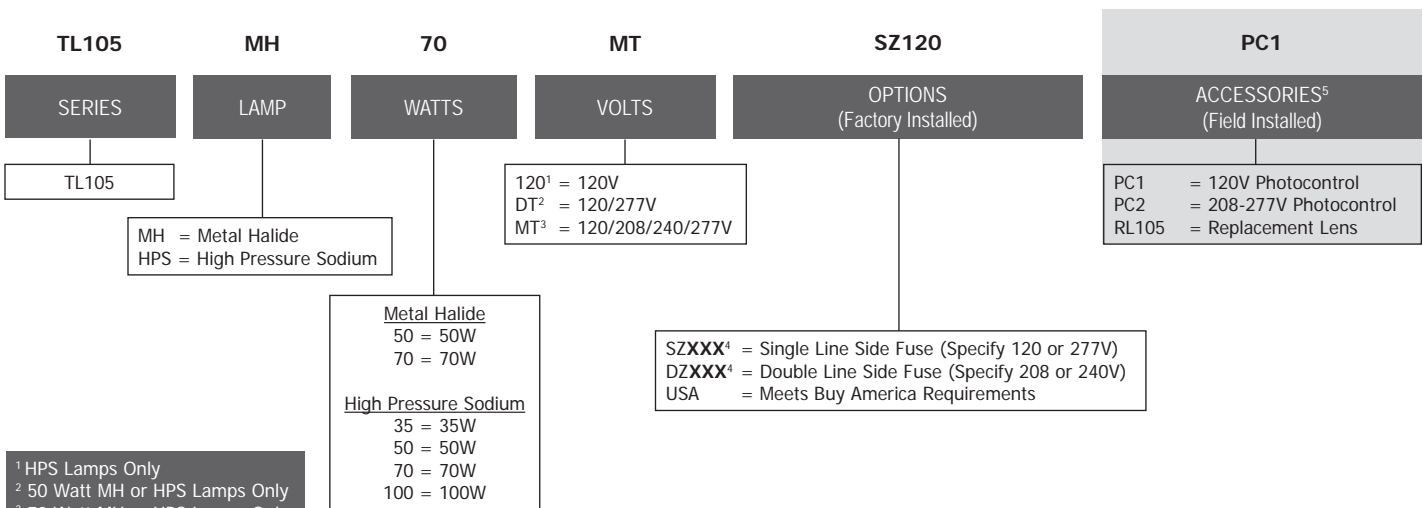 TL105 MH 70 MT SZ120 PC1
SERIES LAMP WATTS VOLTS OPTIONS (Factory Installed) ACCESSORIES⁵ (Field Installed)
TL105
MH = Metal Halide
HPS = High Pressure Sodium
Metal Halide
50 = 50W
70 = 70W
High Pressure Sodium
35 = 35W
50 = 50W
70 = 70W
100 = 100W
120¹ = 120V
DT² = 120/277V
MT³ = 120/208/240/277V
SZXXX⁴ = Single Line Side Fuse (Specify 120 or 277V)
DZXXX⁴ = Double Line Side Fuse (Specify 208 or 240V)
USA = Meets Buy America Requirements
PC1 = 120V Photocontrol
PC2 = 208-277V Photocontrol
RL105 = Replacement Lens
¹ HPS Lamps Only
² 50 Watt MH or HPS Lamps Only